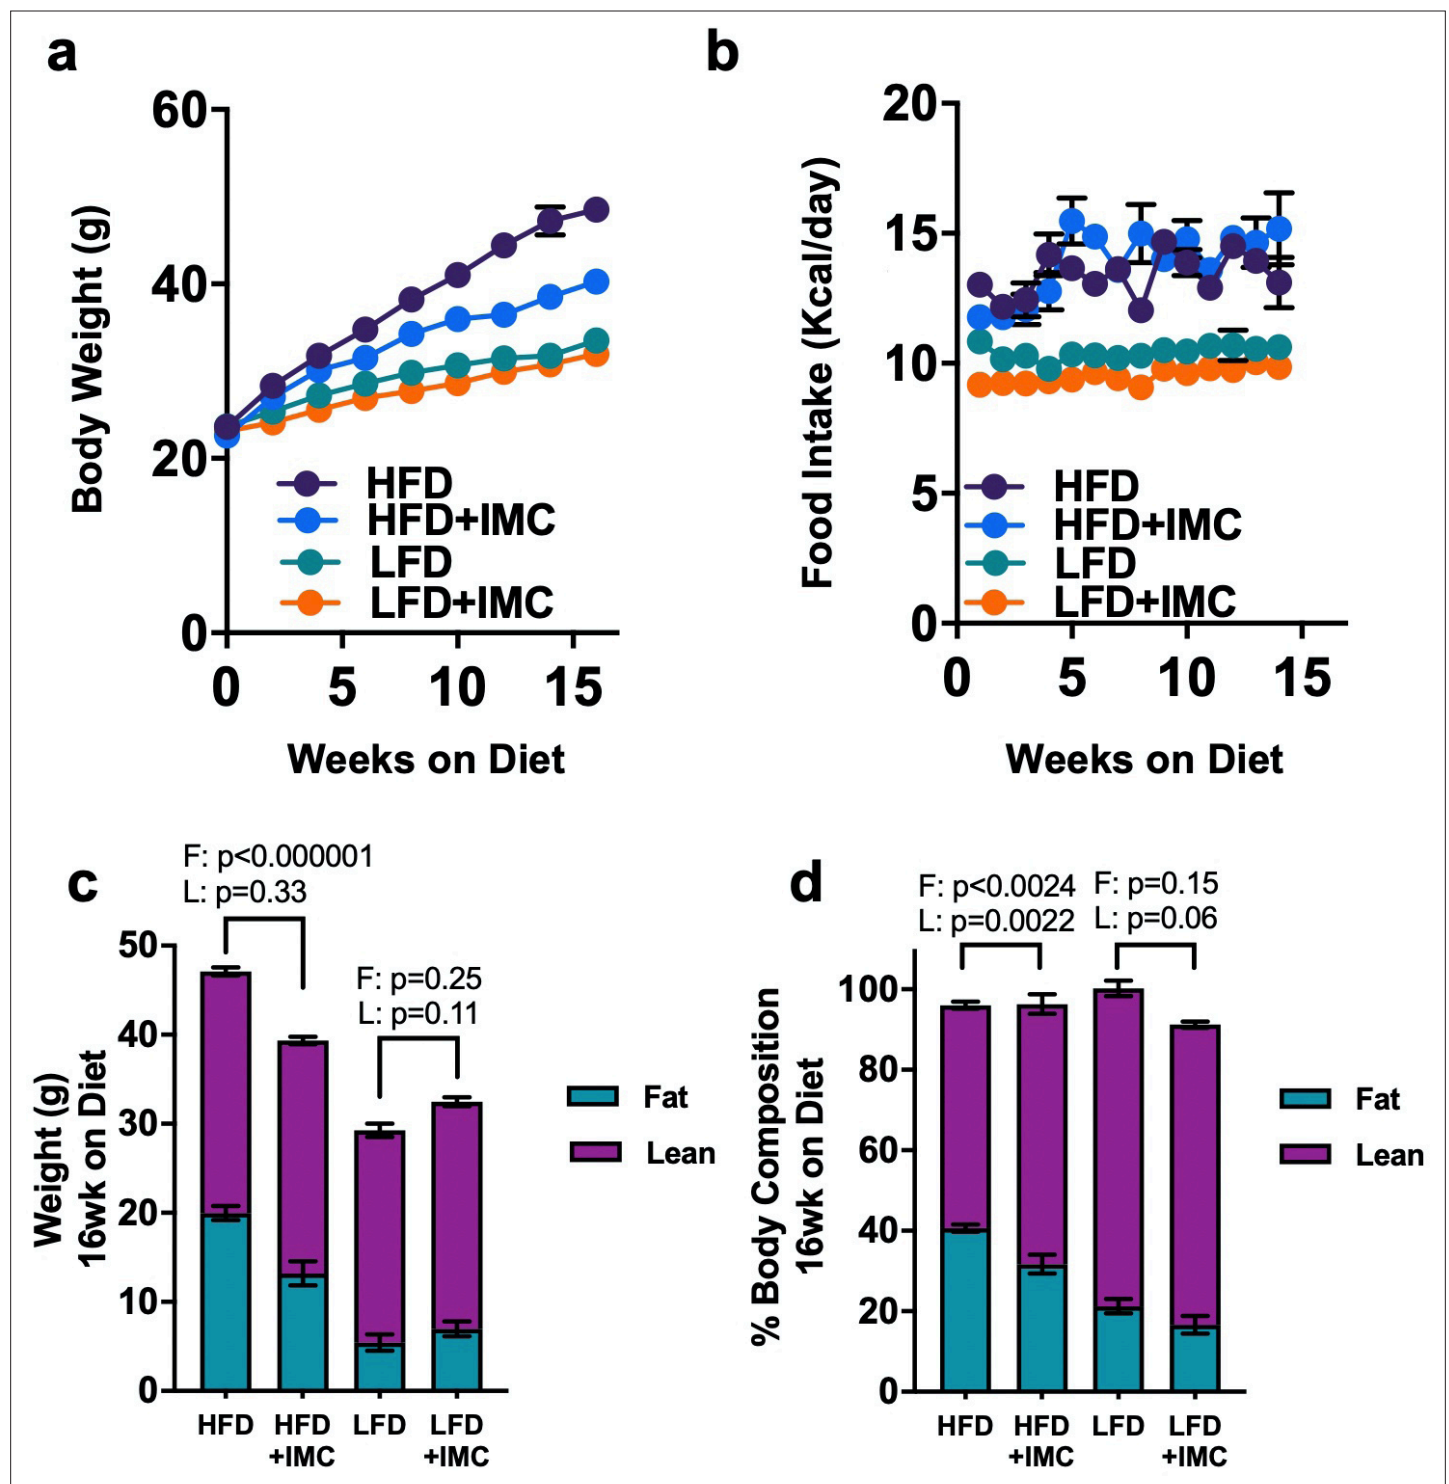 a
60
40
20
0
Body Weight (g)
HFD
HFD+IMC
LFD
LFD+IMC
0 5 10 15
Weeks on Diet
b
20
15
10
5
0
Food Intake (Kcal/day)
HFD
HFD+IMC
LFD
LFD+IMC
0 5 10 15
Weeks on Diet
c
F: p<0.000001
L: p=0.33
F: p=0.25
L: p=0.11
50
40
30
20
10
0
Weight (g)
16wk on Diet
HFD HFD LFD LFD
+IMC +IMC
Fat
Lean
d
F: p<0.0024 F: p=0.15
L: p=0.0022 L: p=0.06
100
80
60
40
20
0
% Body Composition
16wk on Diet
HFD HFD LFD LFD
+IMC +IMC
Fat
Lean